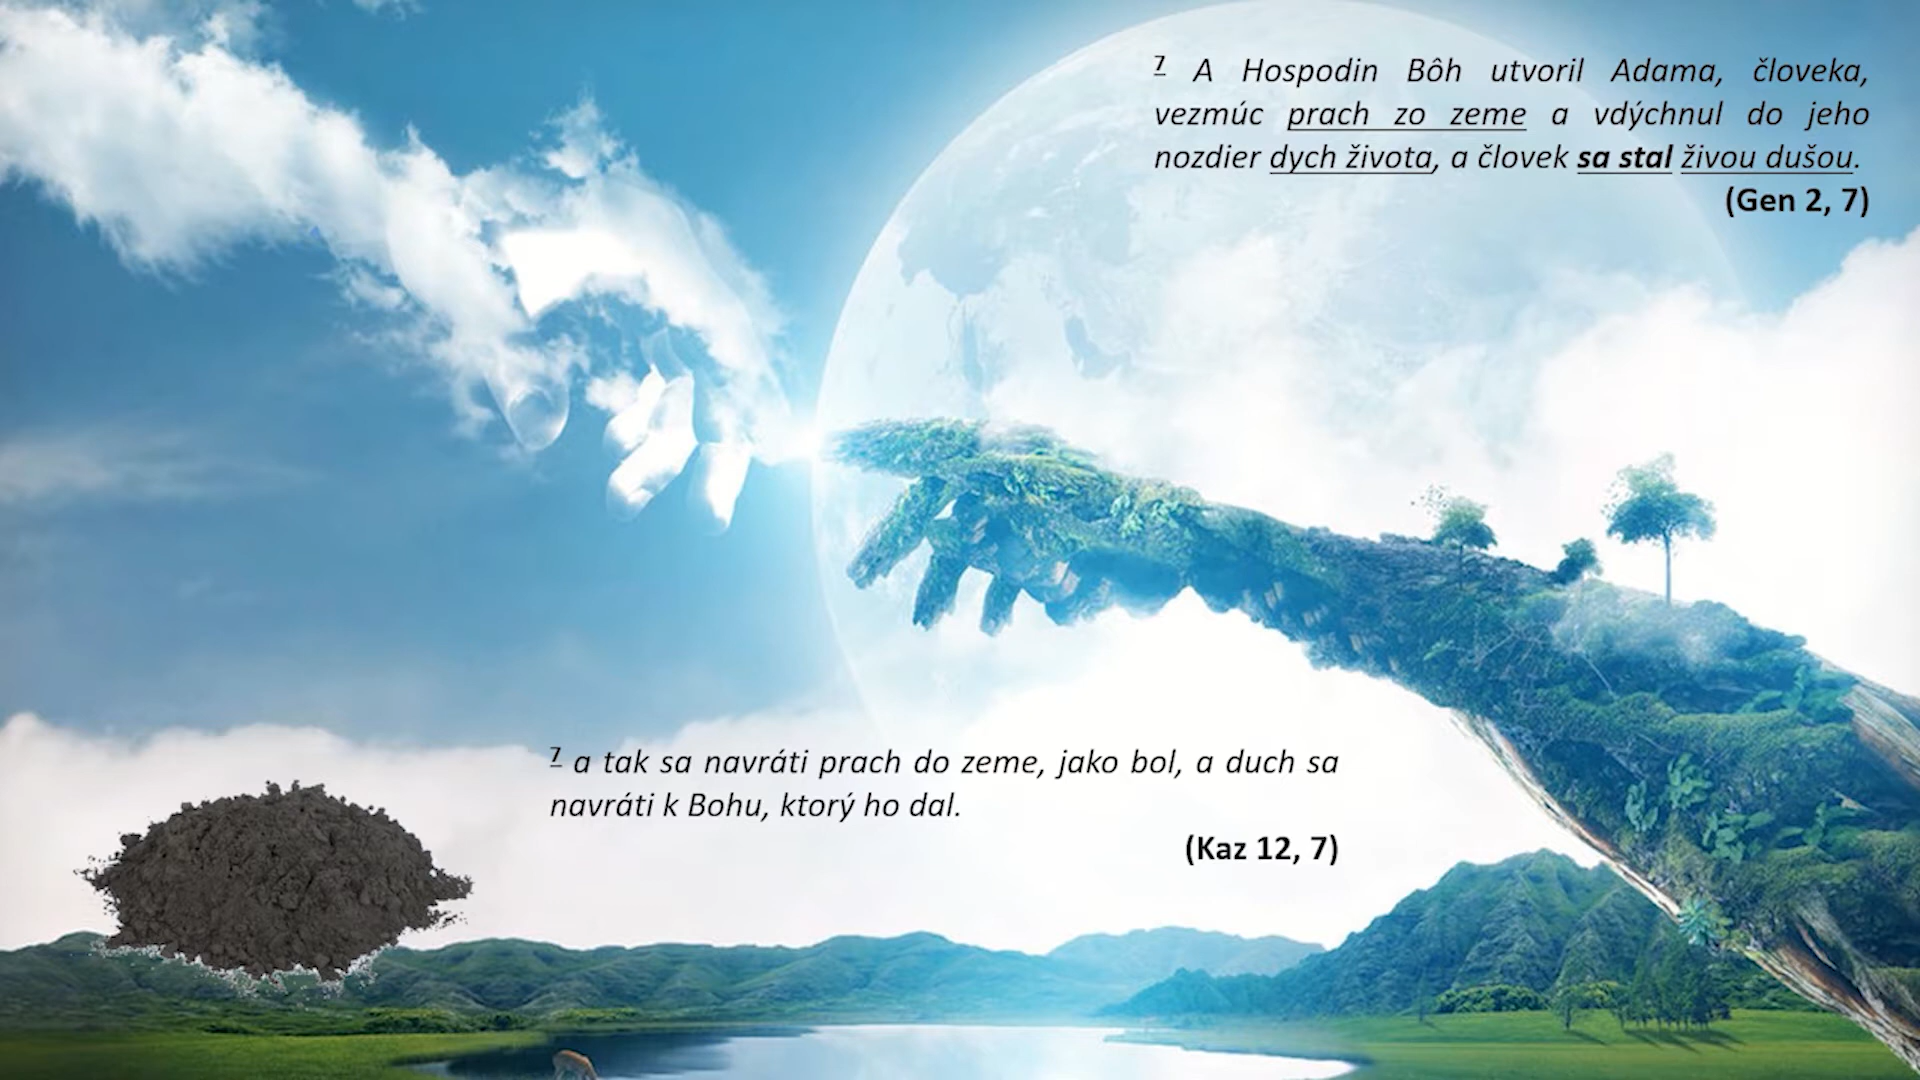 7 A Hospodin Bôh utvoril Adama, človeka,
vezmúc prach zo zeme a vdýchnul do jeho
nozdier dych života, a človek sa stal živou dušou.
(Gen 2, 7)
7 a tak sa navráti prach do zeme, jako bol, a duch sa
navráti k Bohu, ktorý ho dal.
(Kaz 12, 7)